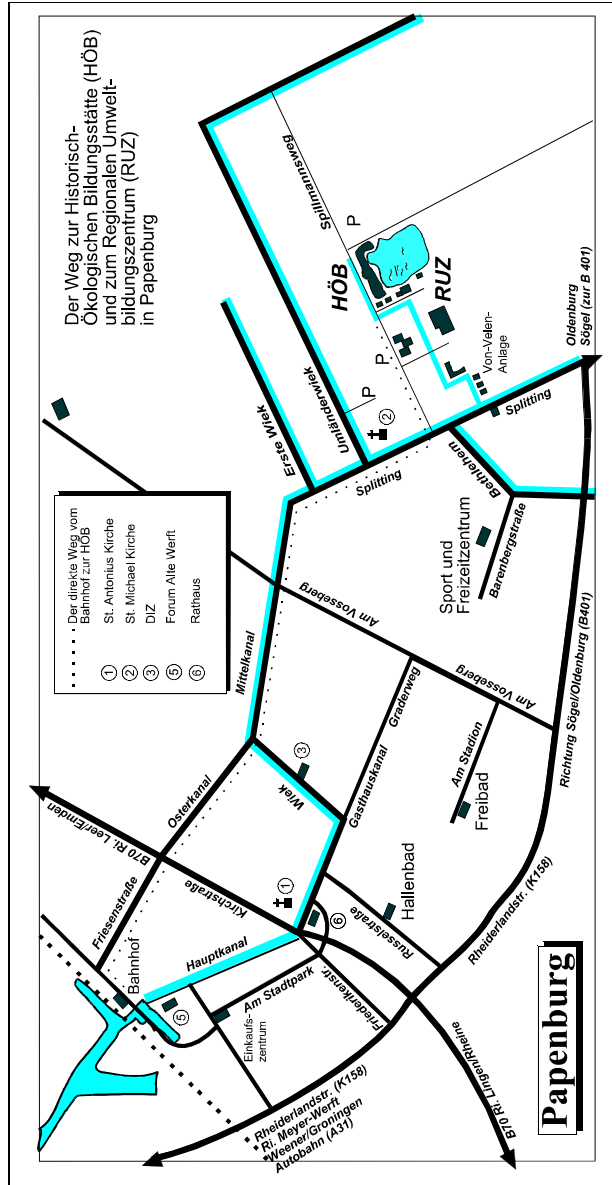 Der Weg zur Historisch-
Ökologischen Bildungsstätte (HÖB)
und zum Regionalen Umwelt-
bildungszentrum (RUZ)
in Papenburg
Der direkte Weg vom
Bahnhof zur HÖB
1 St. Antonius Kirche
2 St. Michael Kirche
3 DIZ
5 Forum Alte Werft
6 Rathaus
Spillmannsweg
P
HÖB
RUZ
P
P
Von-Velen-
Anlage
Oldenburg
Sögel (zur B 401)
Umländerwiek
Erste Wiek
2
Splitting
Splitting
Bethlehem
Sport und
Freizeitzentrum
Barenbergstraße
Mittelkanal
Am Vosseberg
Am Vosseberg
Graderweg
Gasthauskanal
Am Stadion
Freibad
Richtung Sögel/Oldenburg (B401)
B70 Ri. Leer/Emden
Osterkanal
Wiek
3
Friesenstraße
Kirchstraße
1
6
Hallenbad
Russelstraße
Rheiderlandstr. (K158)
Bahnhof
Hauptkanal
5
Am Stadtpark
Einkaufs-
zentrum
Friederikenstr.
Rheiderlandstr. (K158)
Ri. Meyer-Werft
Weener/Groningen
Autobahn (A31)
B70Ri. Lingen/Rheine
Papenburg